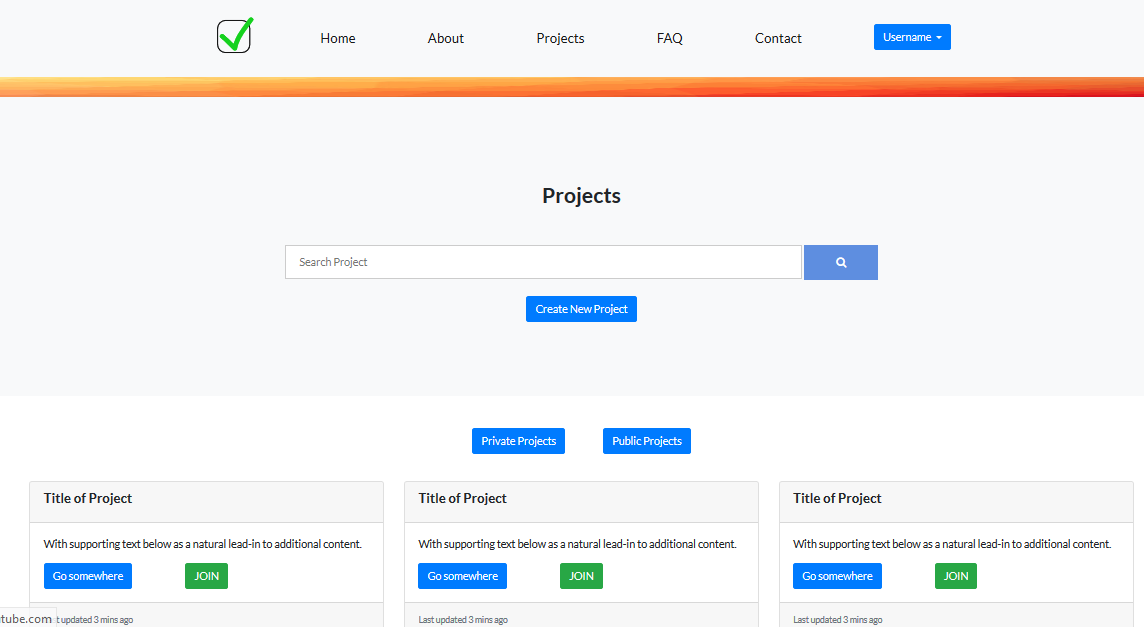 Home About Projects FAQ Contact Username
Projects
Search Project
Create New Project
Private Projects Public Projects
Title of Project Title of Project Title of Project
With supporting text below as a natural lead-in to additional content. With supporting text below as a natural lead-in to additional content. With supporting text below as a natural lead-in to additional content.
Go somewhere JOIN Go somewhere JOIN Go somewhere JOIN
tube.com updated 3 mins ago Last updated 3 mins ago Last updated 3 mins ago